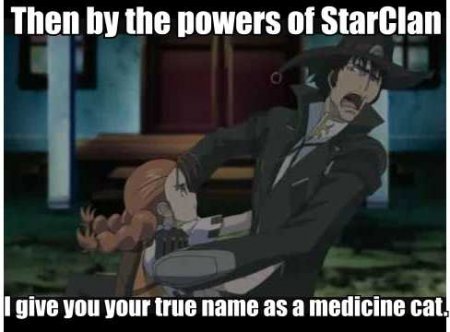 Then by the powers of StarClan
I give you your true name as a medicine cat.